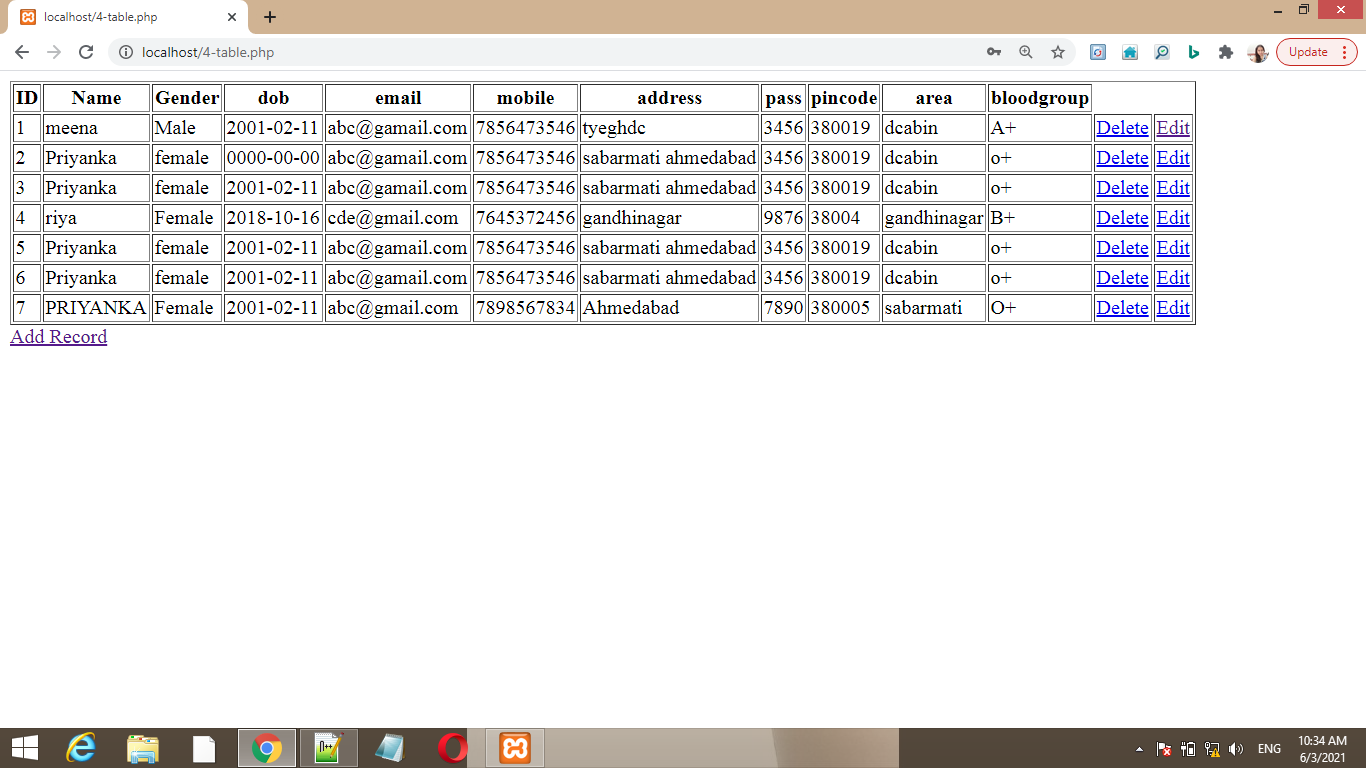 localhost/4-table.php
localhost/4-table.php
Update
ID Name Gender dob email mobile address pass pincode area bloodgroup
1 meena Male 2001-02-11 abc@gamail.com 7856473546 tyeghdc 3456 380019 dcabin A+ Delete Edit
2 Priyanka female 0000-00-00 abc@gamail.com 7856473546 sabarmati ahmedabad 3456 380019 dcabin o+ Delete Edit
3 Priyanka female 2001-02-11 abc@gamail.com 7856473546 sabarmati ahmedabad 3456 380019 dcabin o+ Delete Edit
4 riya Female 2018-10-16 cde@gmail.com 7645372456 gandhinagar 9876 38004 gandhinagar B+ Delete Edit
5 Priyanka female 2001-02-11 abc@gamail.com 7856473546 sabarmati ahmedabad 3456 380019 dcabin o+ Delete Edit
6 Priyanka female 2001-02-11 abc@gamail.com 7856473546 sabarmati ahmedabad 3456 380019 dcabin o+ Delete Edit
7 PRIYANKA Female 2001-02-11 abc@gmail.com 7898567834 Ahmedabad 7890 380005 sabarmati O+ Delete Edit
Add Record
ENG
10:34 AM
6/3/2021